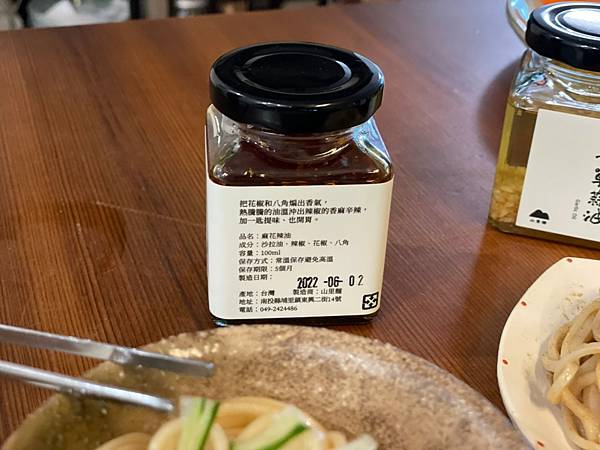 把花椒和八角煸出香氣，
熱騰騰的油溫沖出辣椒的香麻辛辣，
加一匙提味、也開胃。
品名：麻花辣油
成分：沙拉油、辣椒、花椒、八角
容量：100ml
保存方式：常溫保存避免高溫
保存期限：5個月
製造日期：2022-06-02
產地：台灣 製造商：山里麵
地址：南投縣埔里鎮東興二街14號
電話：049-2424486
蒜油